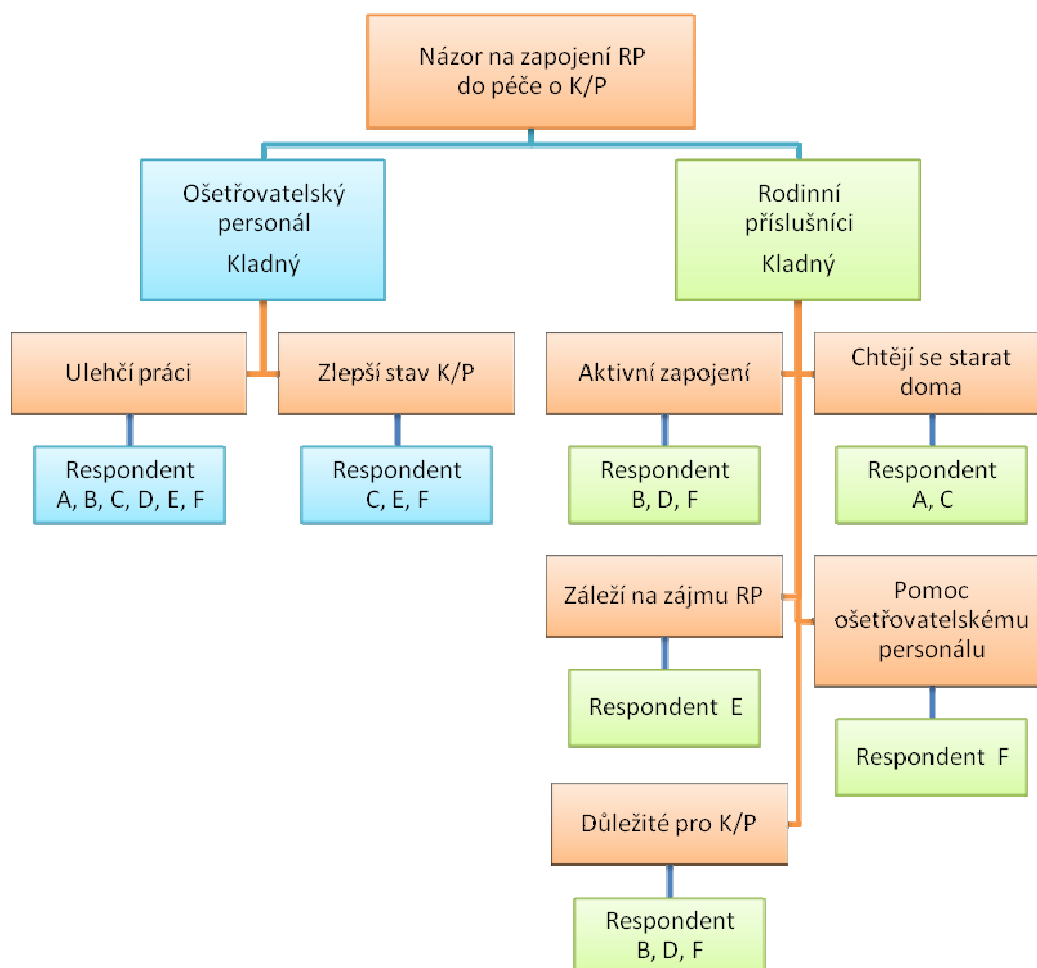 Názor na zapojení RP
do péče o K/P
Ošetřovatelský
personál
Kladný
Rodinní
příslušníci
Kladný
Ulehčí práci
Zlepší stav K/P
Aktivní zapojení
Chtějí se starat
doma
Respondent
A, B, C, D, E, F
Respondent
C, E, F
Respondent
B, D, F
Respondent
A, C
Záleží na zájmu RP
Pomoc
ošetřovatelskému
personálu
Respondent E
Respondent F
Důležité pro K/P
Respondent
B, D, F